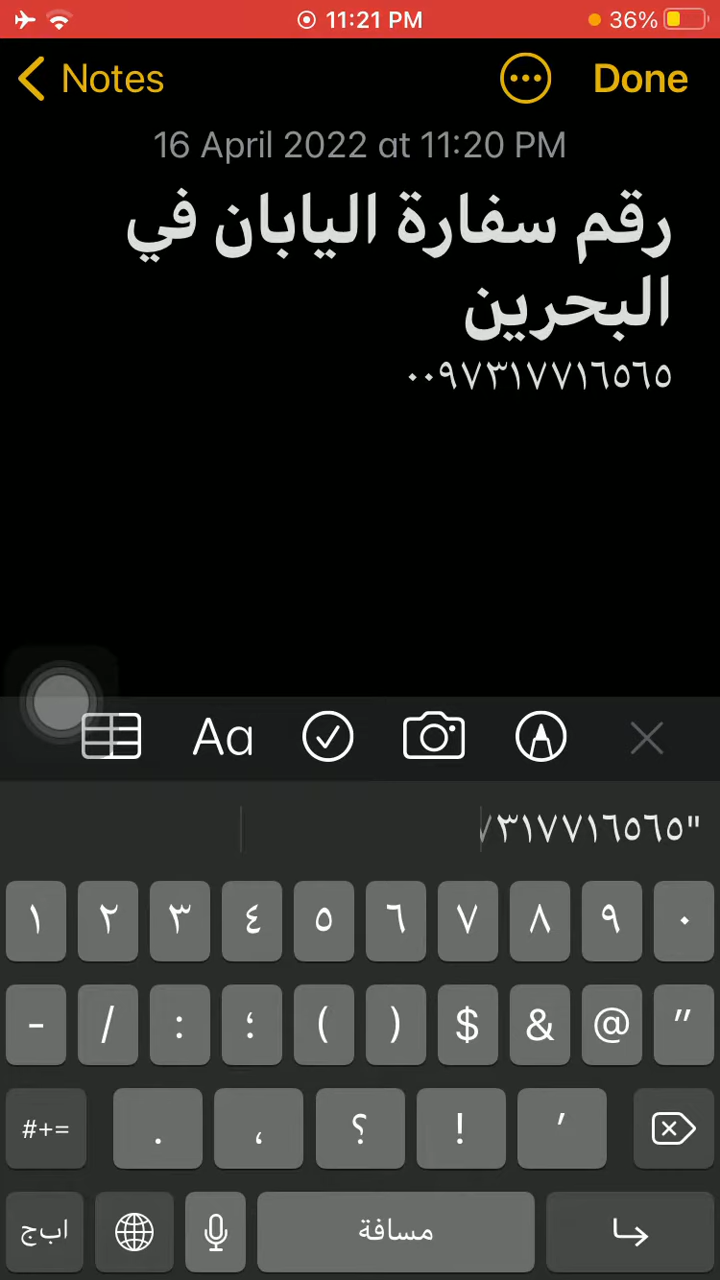 11:21 PM
36%
Notes
Done
16 April 2022 at 11:20 PM
رقم سفارة اليابان في
البحرين
٠٠٩٧٣١٧٧١٦٥٦٥
Aa
"٣١٧٧١٦٥٦٥
١ ٢ ٣ ٤ ٥ ٦ ٧ ٨ ٩ ٠
- / : ؛ ( ) $ & @ ”
#+= . ، ؟ ! ’
اب‌ج مسافة